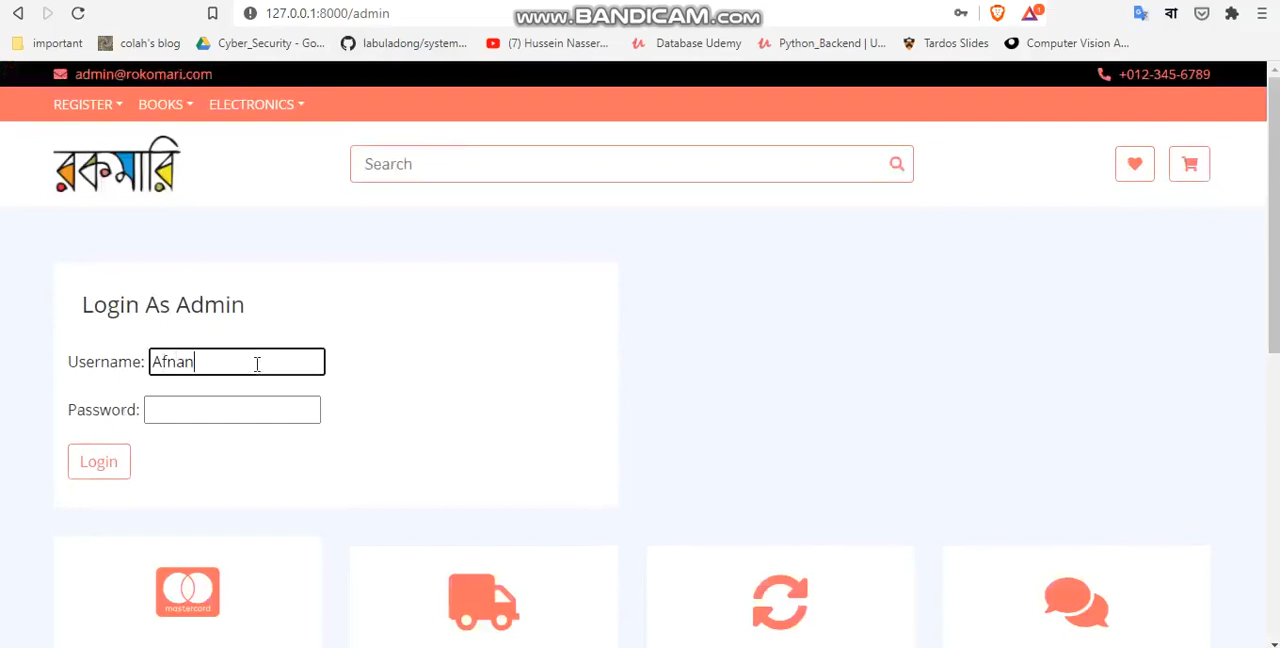 127.0.0.1:8000/admin
www.BANDICAM.com
বা
important
colah's blog
Cyber_Security - Go...
labuladong/system...
(7) Hussein Nasser...
Database Udemy
Python_Backend | U...
Tardos Slides
Computer Vision A...
admin@rokomari.com
+012-345-6789
REGISTER
BOOKS
ELECTRONICS
রকমারি
Search
Login As Admin
Username: Afnan
Password:
Login
mastercard